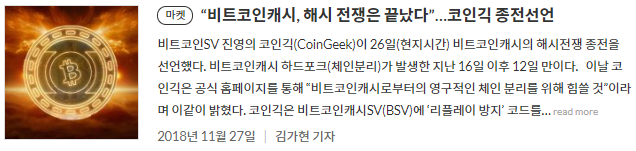 마켓 “비트코인캐시, 해시 전쟁은 끝났다”...코인긱 종전선언
비트코인SV 진영의 코인긱(CoinGeek)이 26일(현지시간) 비트코인캐시의 해시전쟁 종전을
선언했다. 비트코인캐시 하드포크(체인분리)가 발생한 지난 16일 이후 12일 만이다. 이날 코
인긱은 공식 홈페이지를 통해 “비트코인캐시로부터의 영구적인 체인 분리를 위해 힘쓸 것”이라
며 이같이 밝혔다. 코인긱은 비트코인캐시SV(BSV)에 ‘리플레이 방지’ 코드를... read more
2018년 11월 27일 | 김가현 기자